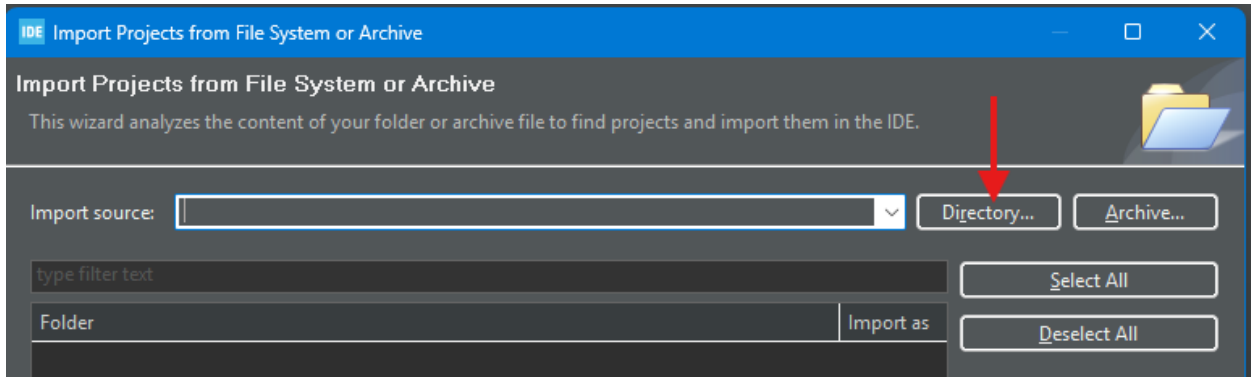 IDE Import Projects from File System or Archive
Import Projects from File System or Archive
This wizard analyzes the content of your folder or archive file to find projects and import them in the IDE.
Import source: Directory... Archive...
type filter text Select All
Folder Import as Deselect All